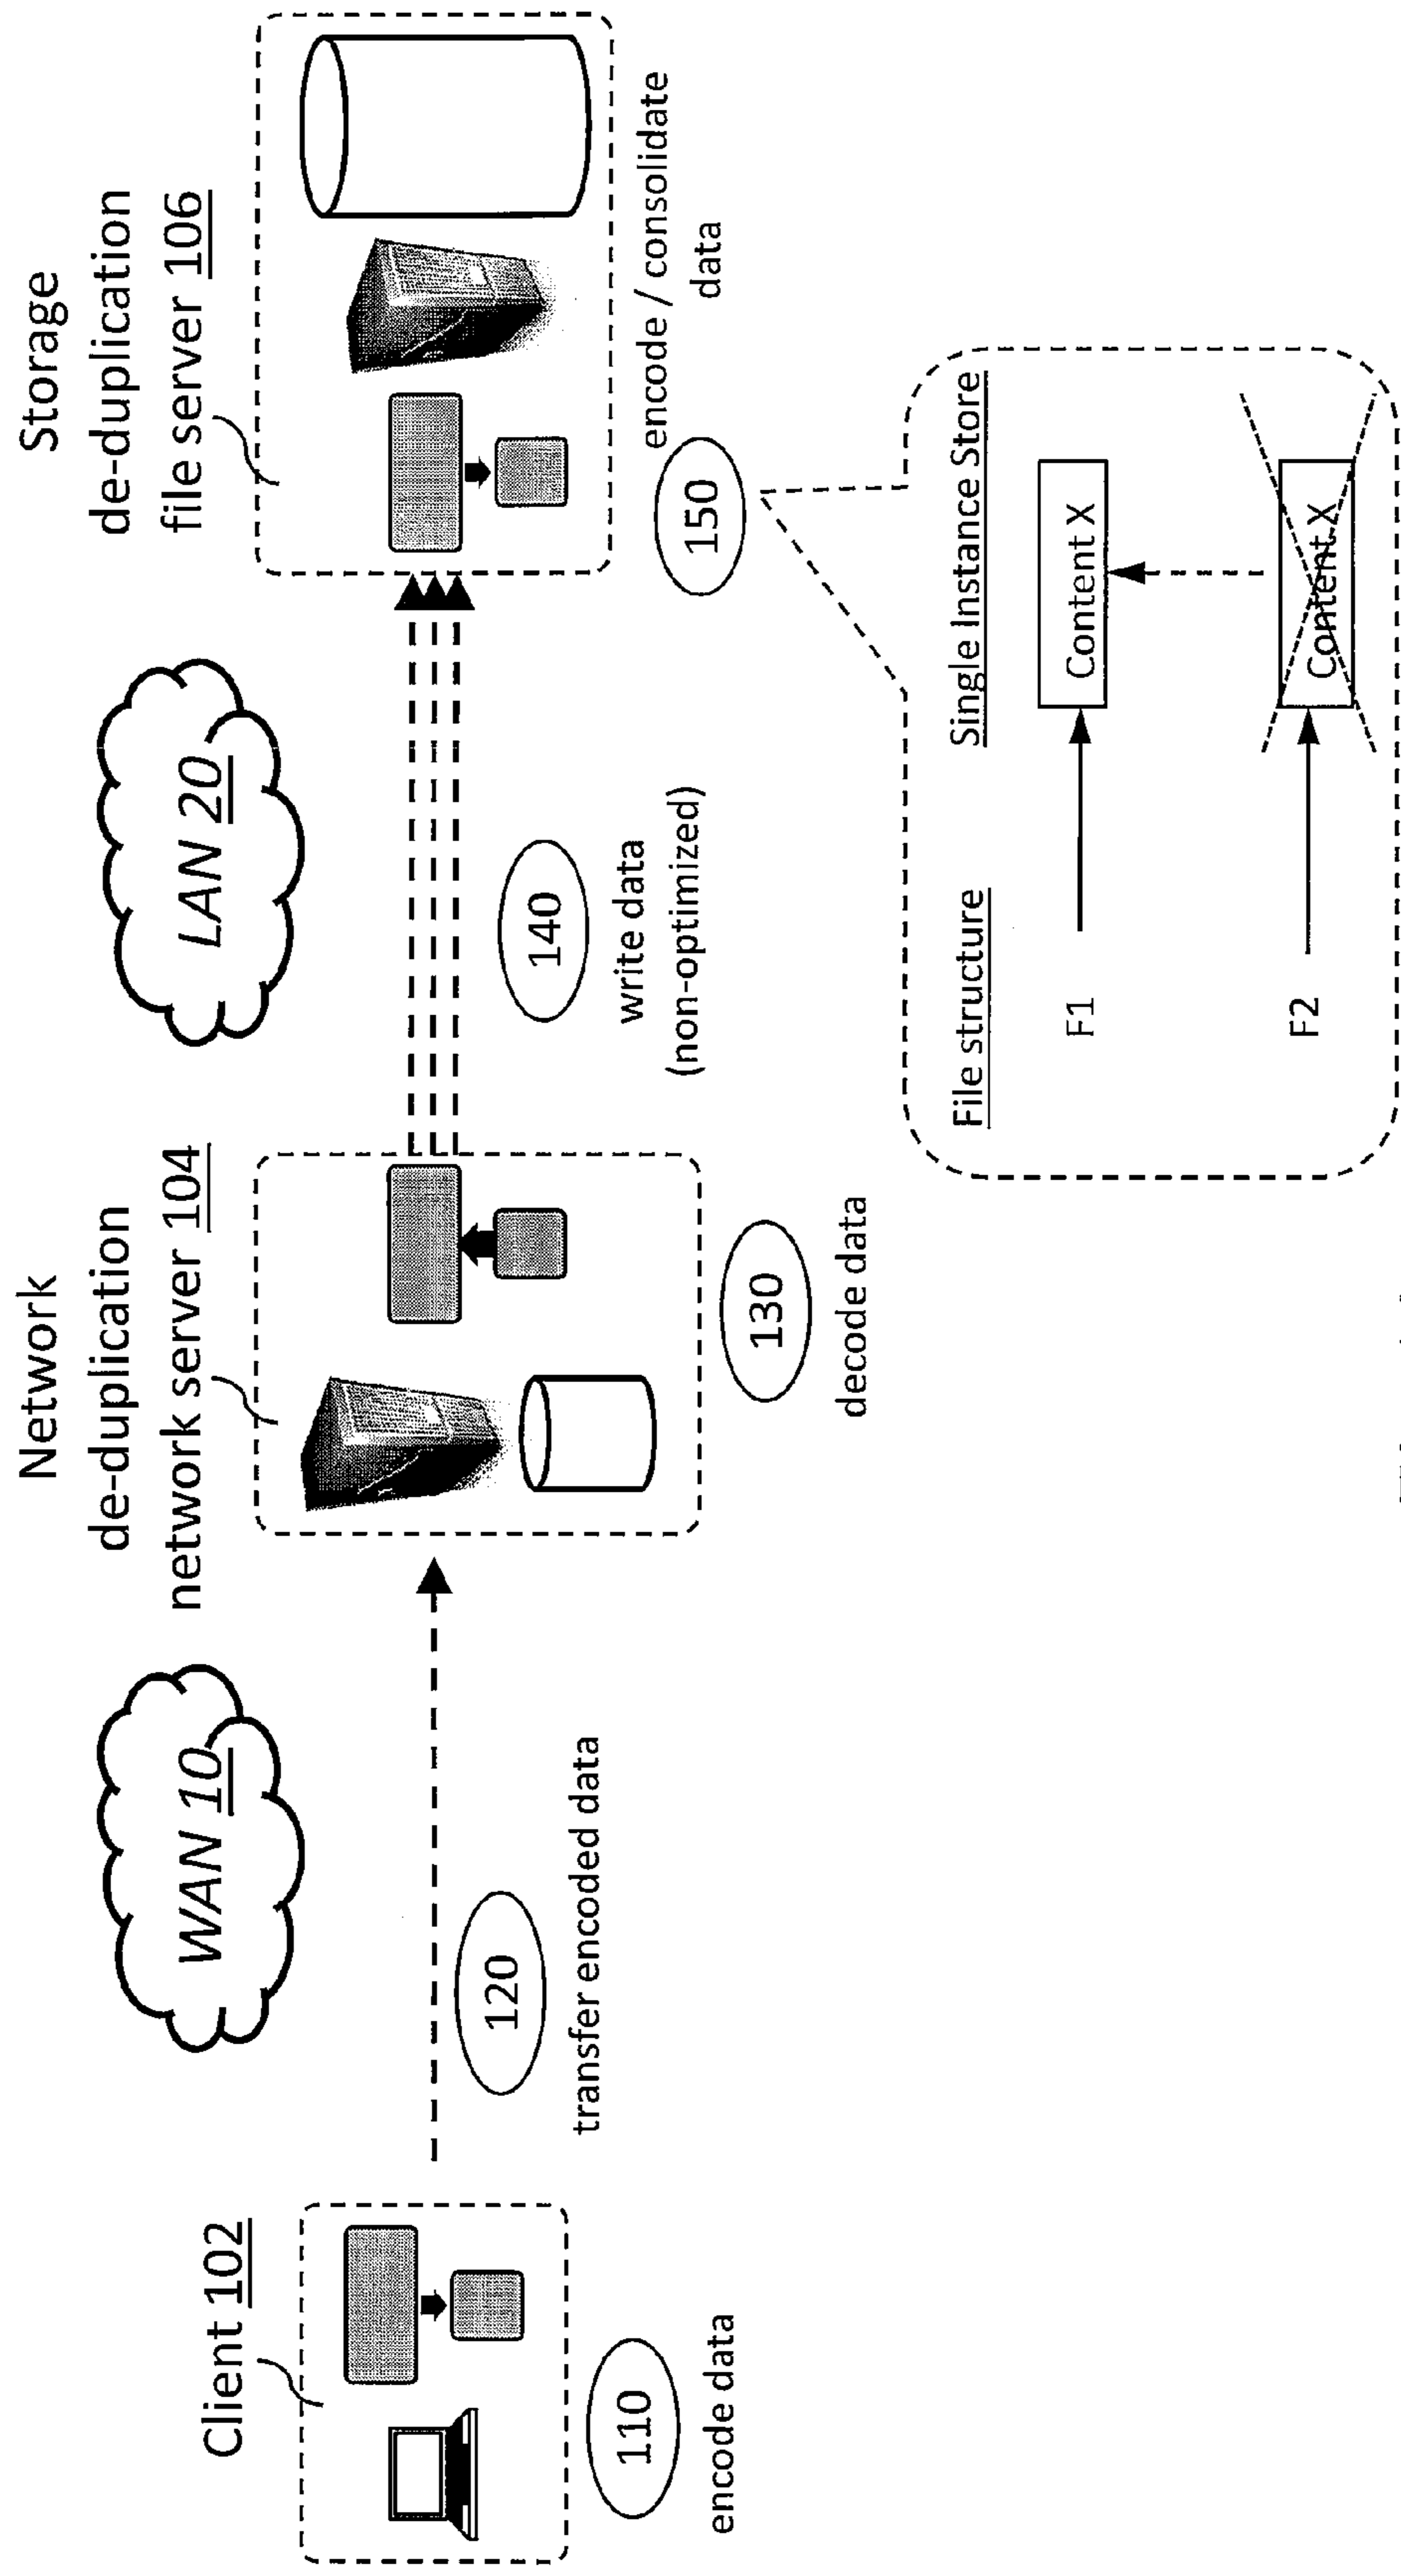 Client 102
110
encode data
WAN 10
120
transfer encoded data
Network
de-duplication
network server 104
130
decode data
LAN 20
140
write data
(non-optimized)
Storage
de-duplication
file server 106
150
encode / consolidate
data
File structure
Single Instance Store
F1
Content X
F2
Content X